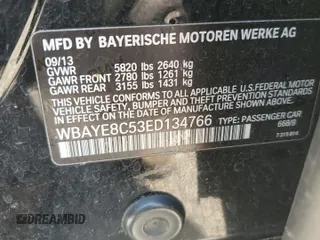 MFD BY BAYERISCHE MOTOREN WERKE AG
09/13
GVWR 5820 lbs 2640 kg
GAWR FRONT 2780 lbs 1261 kg
GAWR REAR 3155 lbs 1431 kg
THIS VEHICLE CONFORMS TO ALL APPLICABLE U.S. FEDERAL MOTOR
VEHICLE SAFETY, BUMPER, AND THEFT PREVENTION STANDARDS
IN EFFECT ON THE DATE OF MANUFACTURE SHOWN ABOVE.
WBAYE8C53ED134766 TYPE: PASSENGER CAR
668/9
DREAMBID